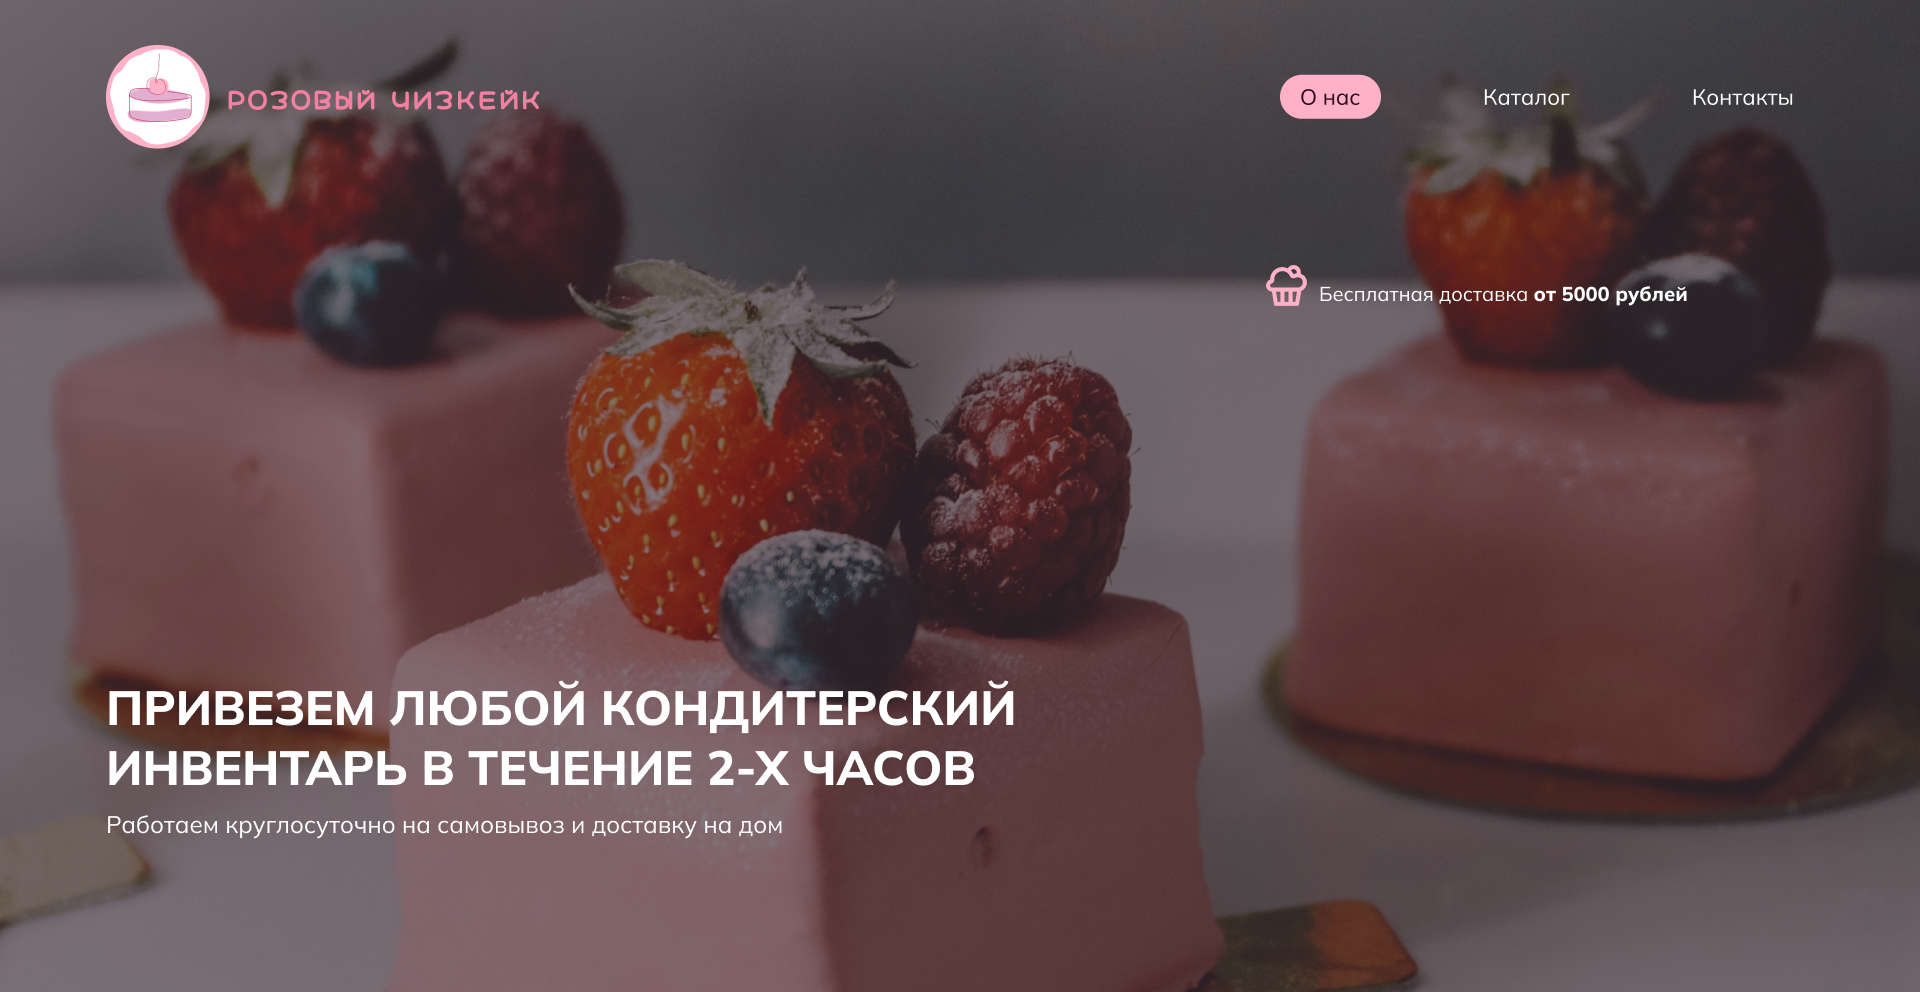 РОЗОВЫЙ ЧИЗКЕЙК
О нас
Каталог
Контакты
Бесплатная доставка от 5000 рублей
ПРИВЕЗЕМ ЛЮБОЙ КОНДИТЕРСКИЙ
ИНВЕНТАРЬ В ТЕЧЕНИЕ 2-Х ЧАСОВ
Работаем круглосуточно на самовывоз и доставку на дом